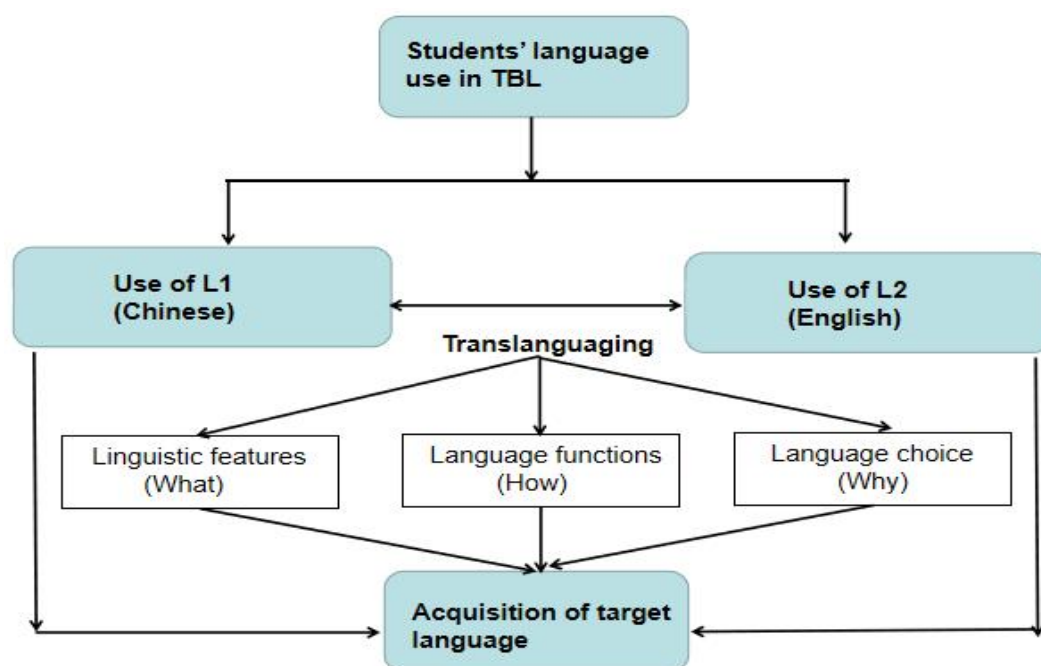 Students’ language
use in TBL
Use of L1
(Chinese)
Use of L2
(English)
Translanguaging
Linguistic features
(What)
Language functions
(How)
Language choice
(Why)
Acquisition of target
language